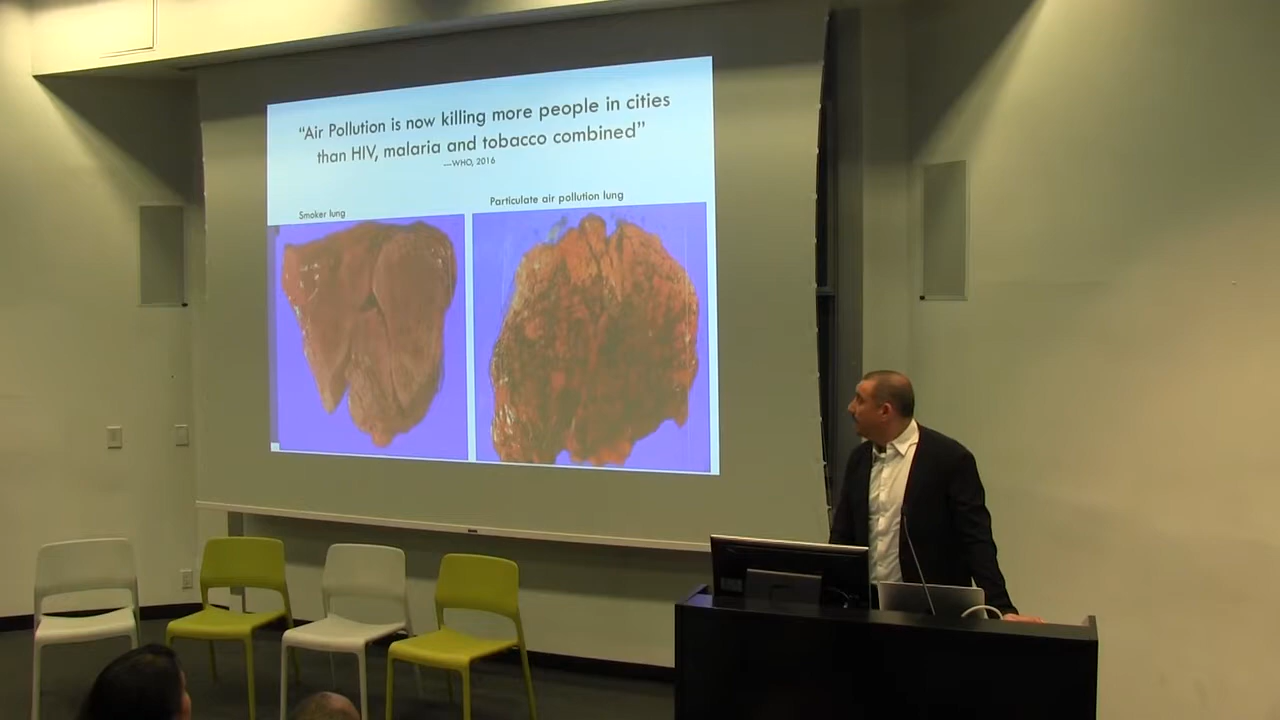 “Air Pollution is now killing more people in cities
than HIV, malaria and tobacco combined”
—WHO, 2016
Smoker lung
Particulate air pollution lung